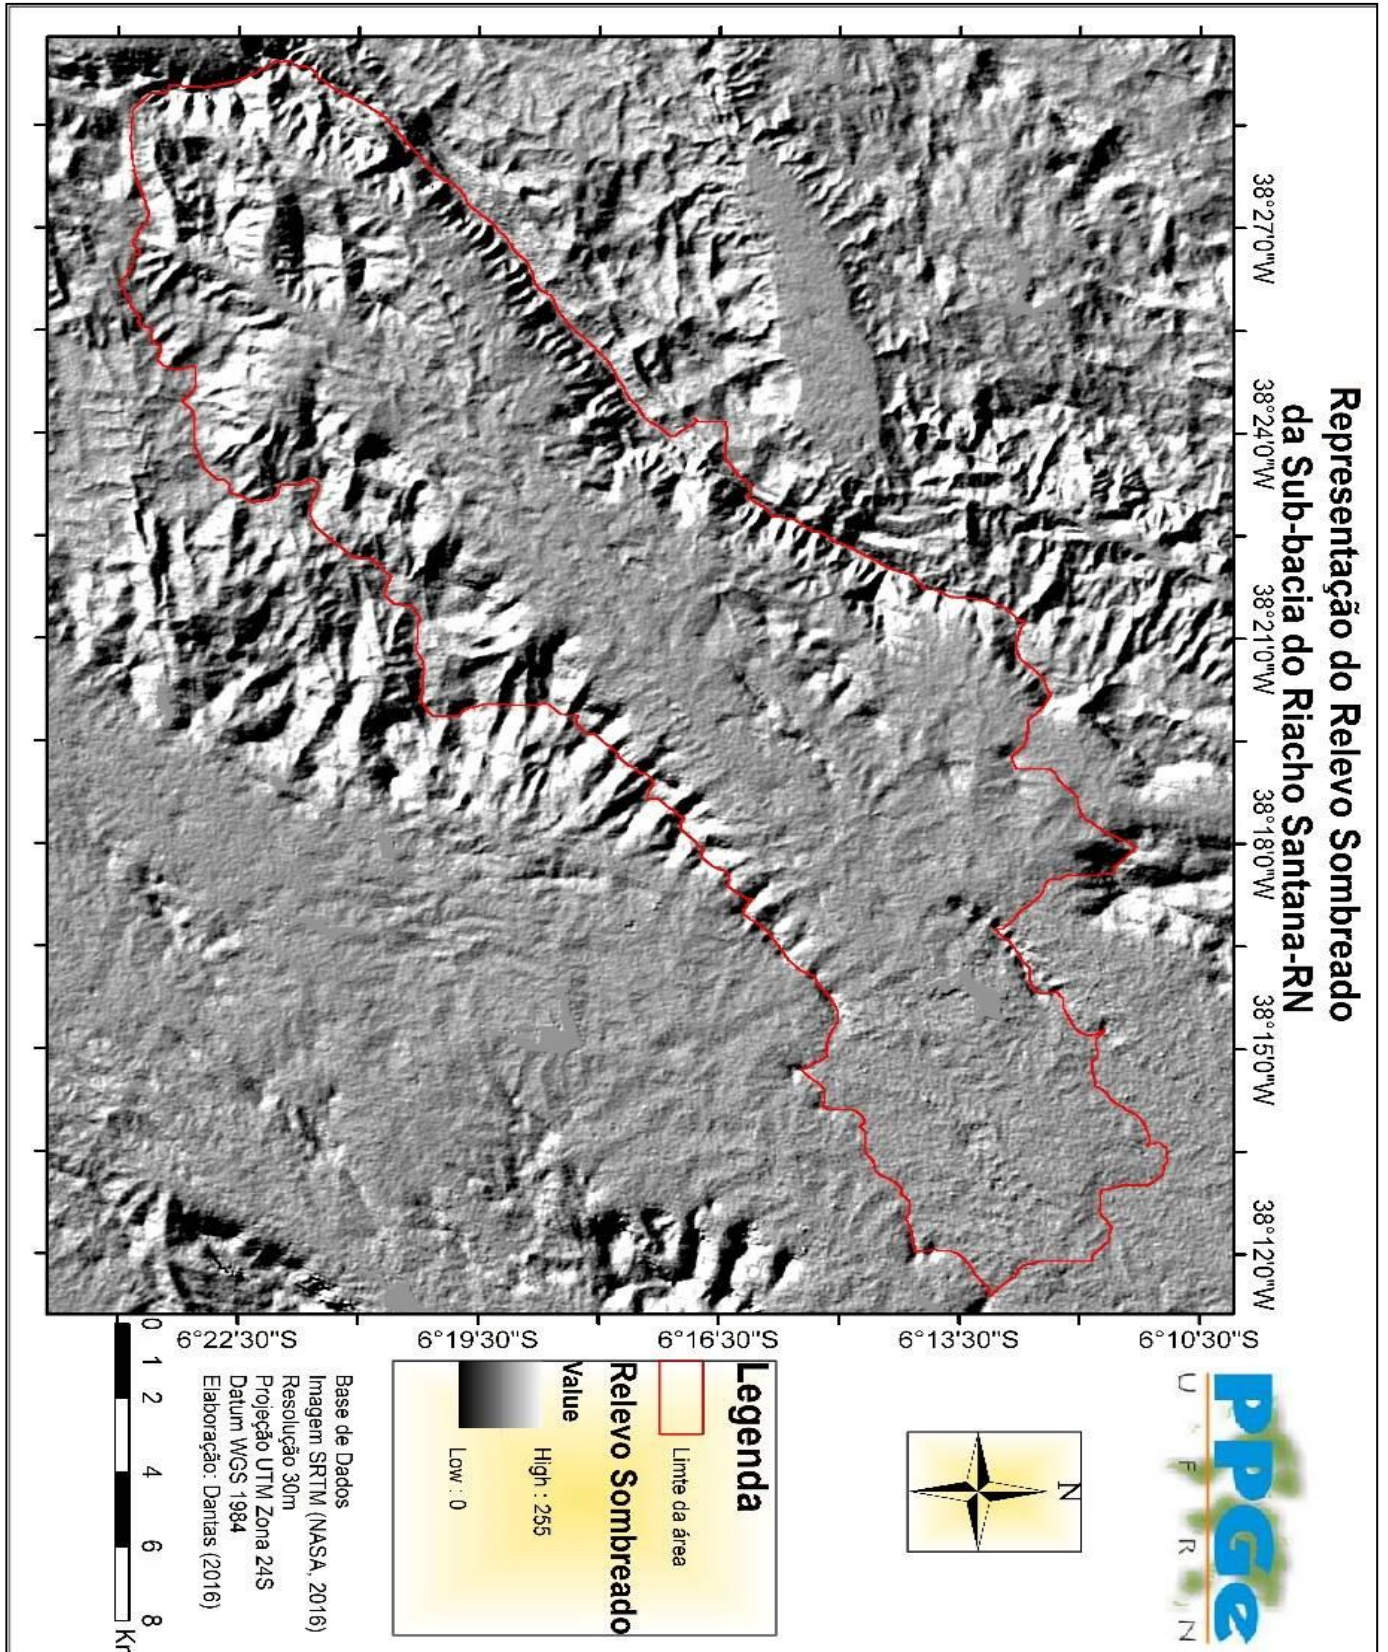 Representação do Relevo Sombreado
da Sub-bacia do Riacho Santana-RN
38°27'0"W
38°24'0"W
38°21'0"W
38°18'0"W
38°15'0"W
38°12'0"W
6°10'30"S
6°13'30"S
6°16'30"S
6°19'30"S
6°22'30"S
PPGe
U F R N
N
Legenda
Limte da área
Relevo Sombreado
Value
High : 255
Low : 0
Base de Dados
Imagem SRTM (NASA, 2016)
Resolução 30m
Projeção UTM Zona 24S
Datum WGS 1984
Elaboração: Dantas (2016)
0 1 2 4 6 8